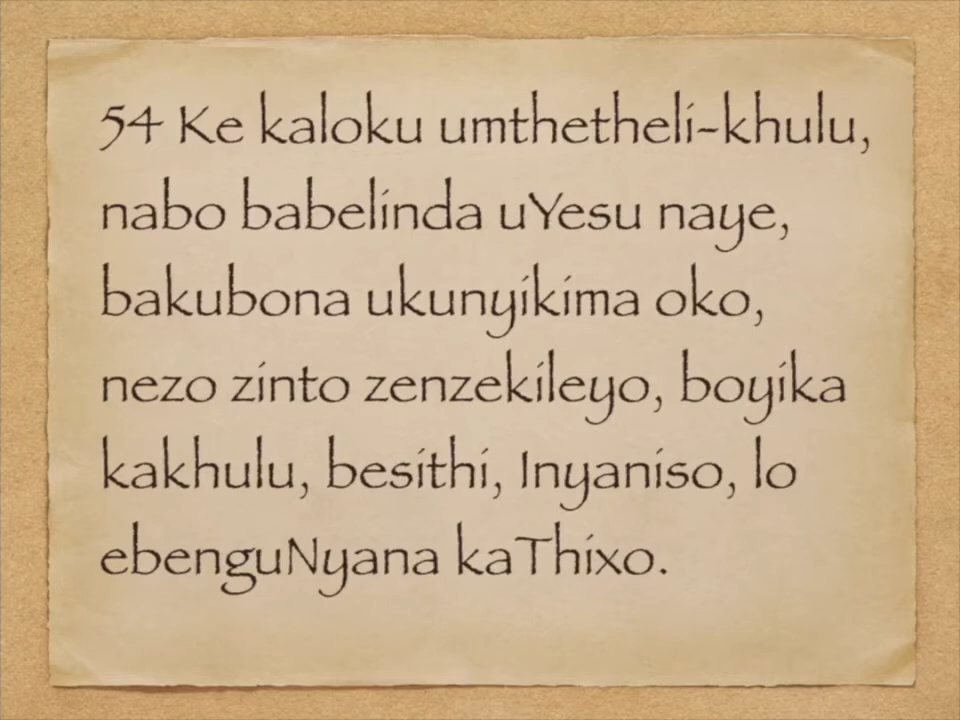 54 Ke kaloku umthetheli-khulu,
nabo babelinda uYesu naye,
bakubona ukunyikima oko,
nezo zinto zenzekileyo, boyika
kakhulu, besithi, Inyaniso, lo
ebenguNyana kaThixo.